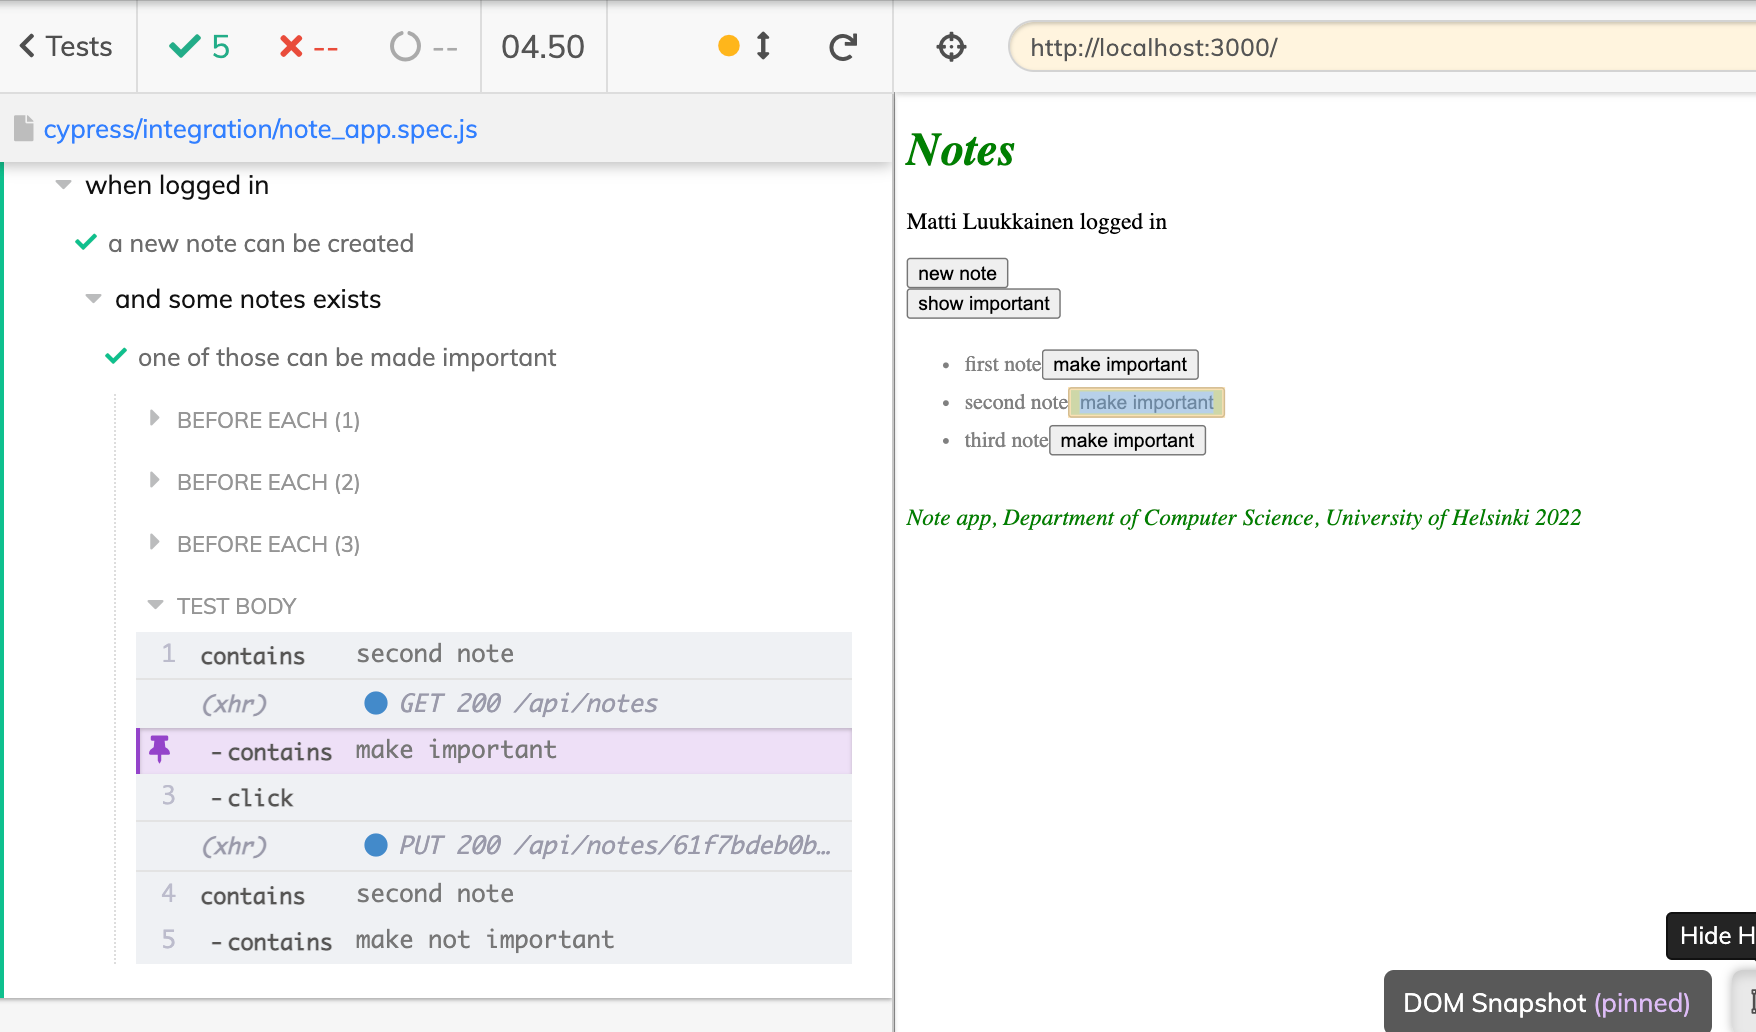 Tests 5 -- -- 04.50
cypress/integration/note_app.spec.js
when logged in
a new note can be created
and some notes exists
one of those can be made important
BEFORE EACH (1)
BEFORE EACH (2)
BEFORE EACH (3)
TEST BODY
1 contains second note
(xhr) GET 200 /api/notes
-contains make important
3 -click
(xhr) PUT 200 /api/notes/61f7bdeb0b…
4 contains second note
5 -contains make not important
http://localhost:3000/
Notes
Matti Luukkainen logged in
new note
show important
• first note make important
• second note make important
• third note make important
Note app, Department of Computer Science, University of Helsinki 2022
Hide H
DOM Snapshot (pinned)